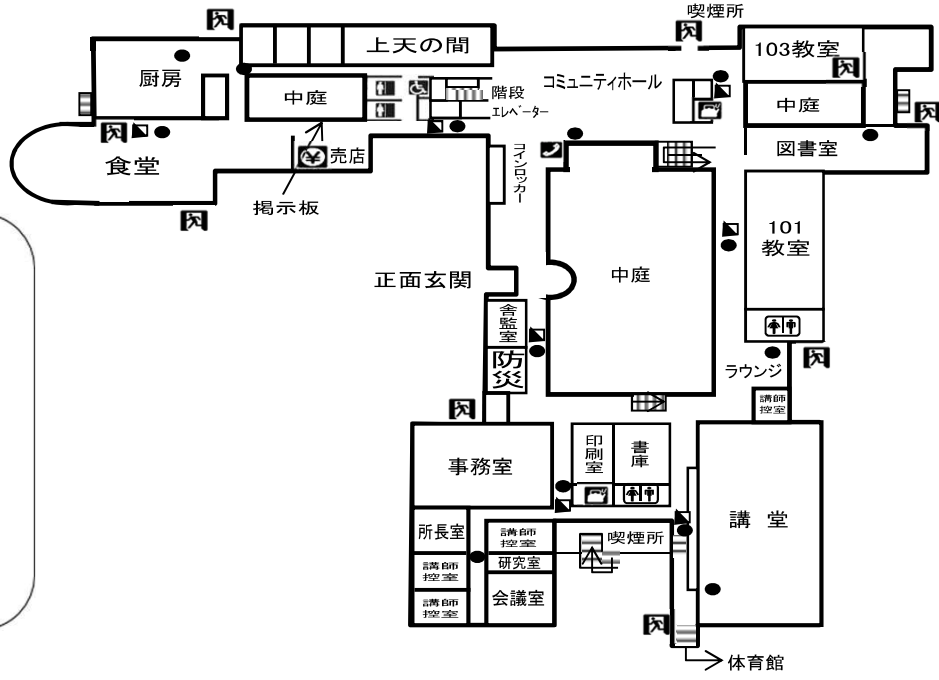 喫煙所
上天の間
103教室
厨房
コミュニティホール
中庭
階段
エレベーター
中庭
図書室
食堂
¥
売店
コインロッカー
掲示板
101
教室
正面玄関
中庭
舎監室
防災
ラウンジ
講師
控室
事務室
印刷室
書庫
講堂
所長室
講師
控室
喫煙所
研究室
講師
控室
会議室
講師
控室
体育館